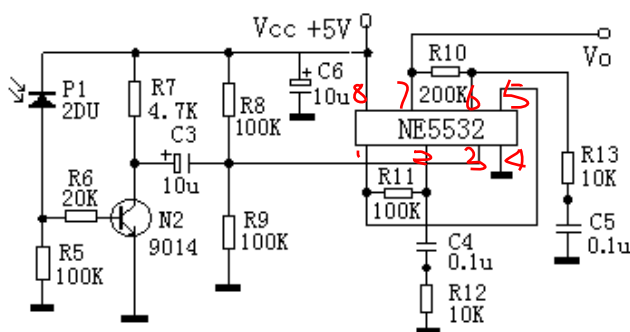 Vcc +5V
Vo
P1
2DU
R7
4.7K
R8
100K
C6
10u
8
7
R10
200K
6
5
NE5532
1
2
3
4
C3
10u
R6
20K
N2
9014
R5
100K
R9
100K
R11
100K
C4
0.1u
R12
10K
R13
10K
C5
0.1u
+
+